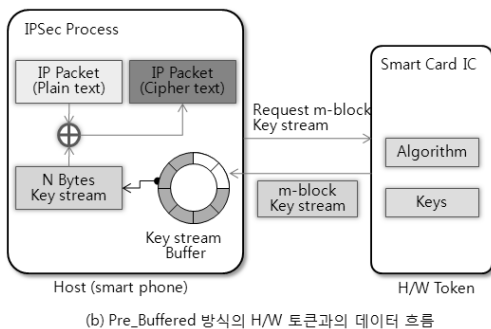 IPSec Process
IP Packet
(Plain text)
IP Packet
(Cipher text)
N Bytes
Key stream
Key stream
Buffer
Host (smart phone)
Request m-block
Key stream
m-block
Key stream
Smart Card IC
Algorithm
Keys
H/W Token
(b) Pre_Buffered 방식의 H/W 토큰과의 데이터 흐름